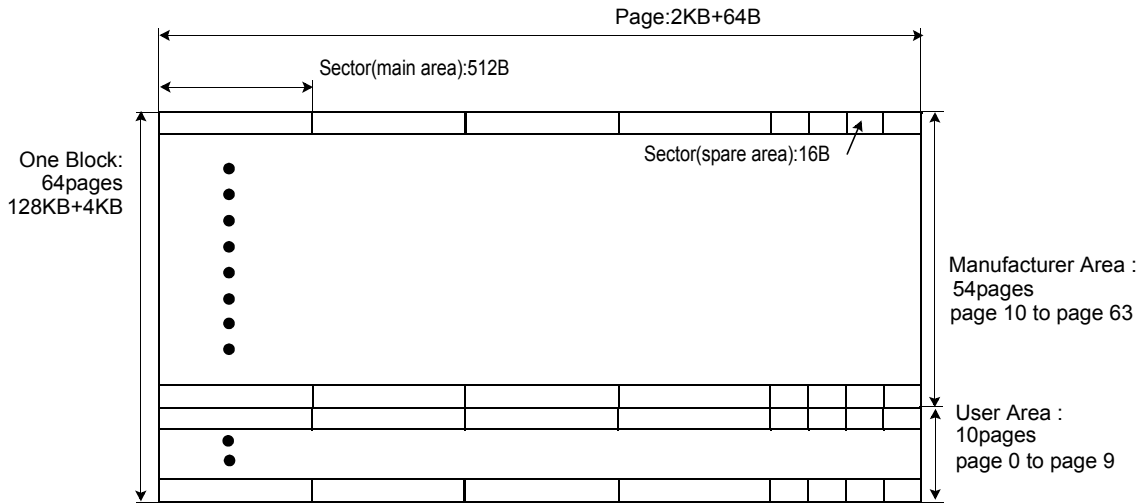 Page:2KB+64B
Sector(main area):512B
One Block:
64pages
128KB+4KB
Sector(spare area):16B
Manufacturer Area :
54pages
page 10 to page 63
User Area :
10pages
page 0 to page 9